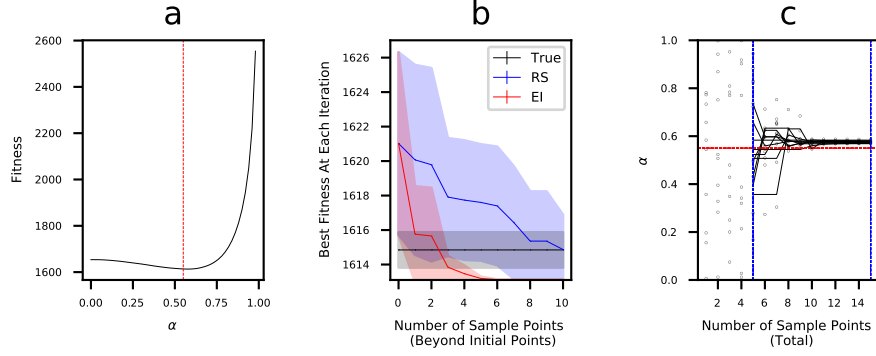 a
2600
2400
2200
2000
1800
1600
Fitness
0.00 0.25 0.50 0.75 1.00
α
b
1626
1624
1622
1620
1618
1616
1614
Best Fitness At Each Iteration
True
RS
EI
0 2 4 6 8 10
Number of Sample Points
(Beyond Initial Points)
c
1.0
0.8
0.6
0.4
0.2
0.0
α
2 4 6 8 10 12 14
Number of Sample Points
(Total)